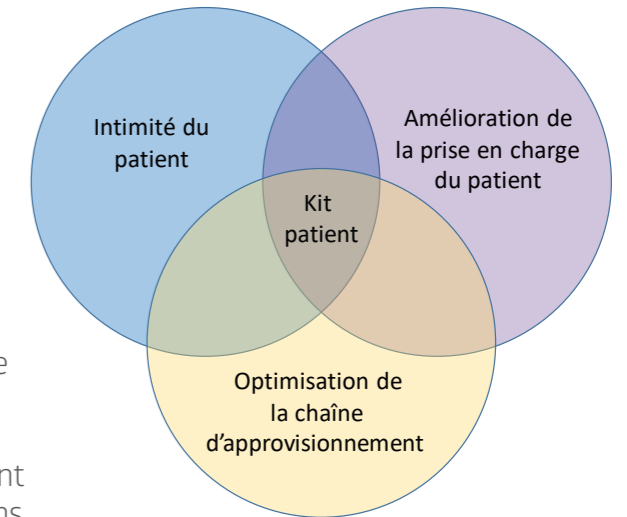 Intimité du
patient
Amélioration de
la prise en charge
du patient
Kit
patient
Optimisation de
la chaîne
d'approvisionnement